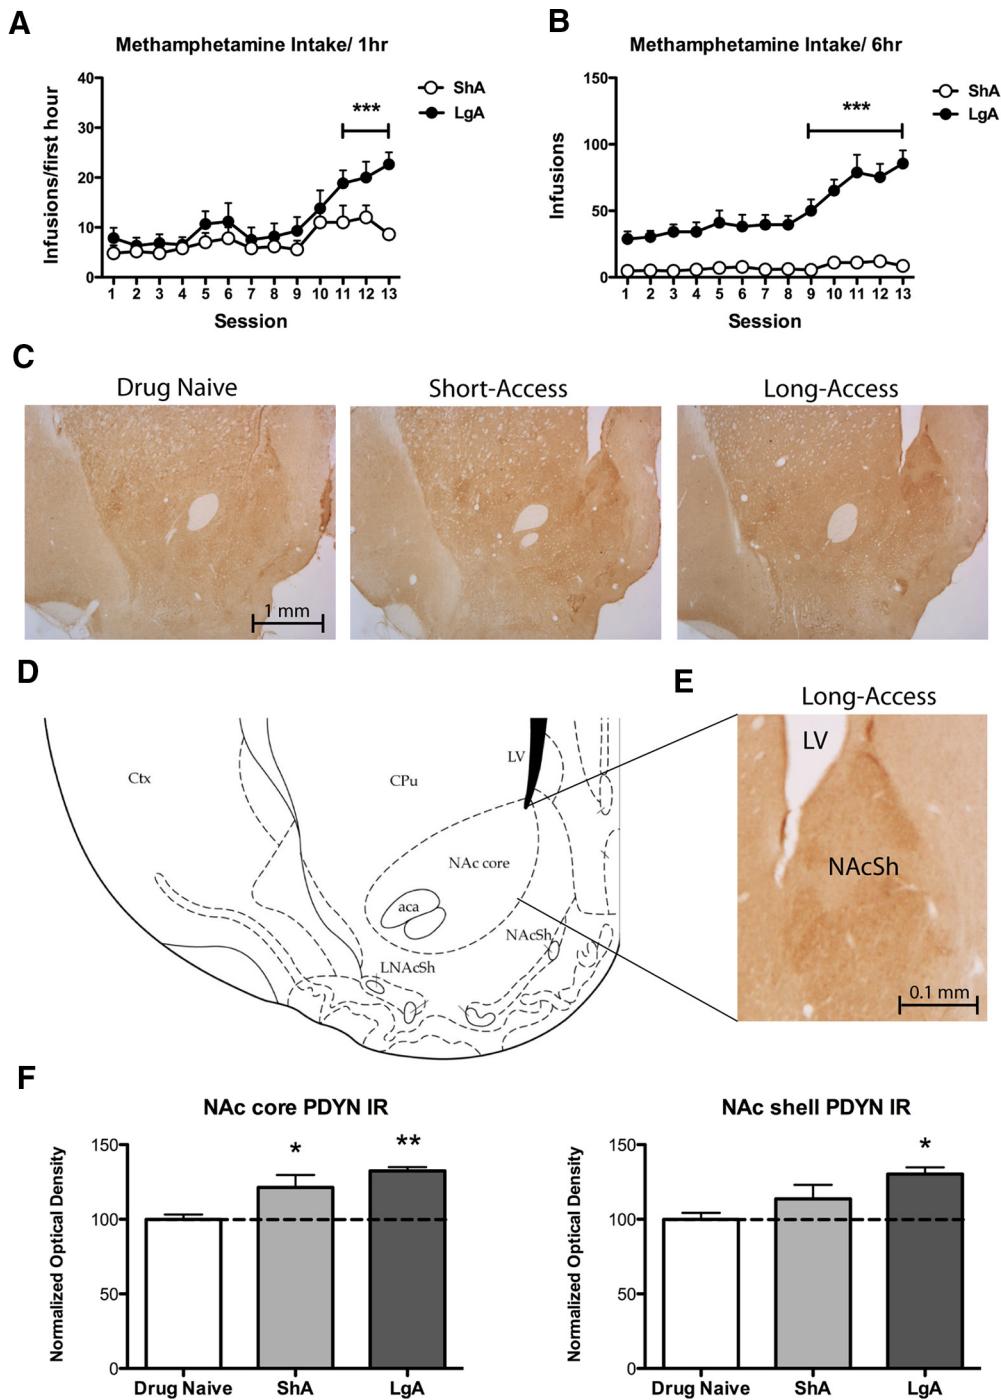 A
Methamphetamine Intake/ 1hr
Infusions/first hour
40
30
20
10
0
1 2 3 4 5 6 7 8 9 10 11 12 13
Session
***
ShA
LgA
B
Methamphetamine Intake/ 6hr
Infusions
150
100
50
0
1 2 3 4 5 6 7 8 9 10 11 12 13
Session
***
ShA
LgA
C
Drug Naive
Short-Access
Long-Access
1 mm
D
Ctx
CPu
LV
NAc core
aca
NAcSh
LNAcSh
E
Long-Access
LV
NAcSh
0.1 mm
F
NAc core PDYN IR
Normalized Optical Density
150
100
50
0
*
**
Drug Naive ShA LgA
NAc shell PDYN IR
Normalized Optical Density
150
100
50
0
*
Drug Naive ShA LgA